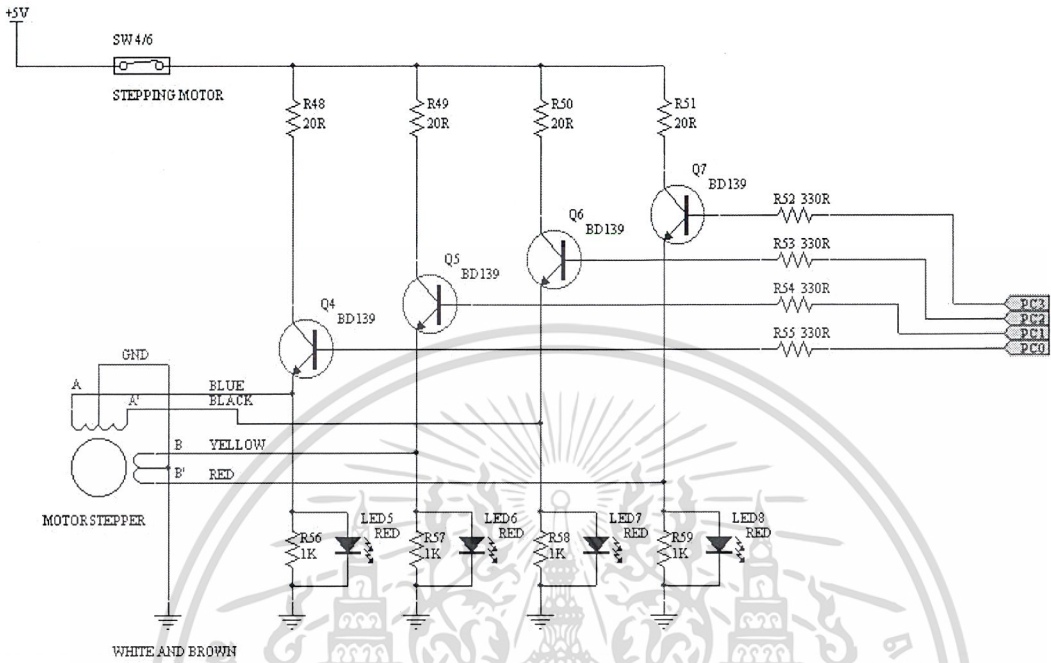 +5V
SW4/6
STEPPING MOTOR
R48
20R
R49
20R
R50
20R
R51
20R
Q7
BD139
R52 330R
Q6
BD139
R53 330R
Q5
BD139
R54 330R
Q4
BD139
R55 330R
PC3
PC2
PC1
PC0
GND
A
BLUE
A'
BLACK
B
YELLOW
B'
RED
MOTOR STEPPER
R56
1K
LED5
RED
R57
1K
LED6
RED
R58
1K
LED7
RED
R59
1K
LED8
RED
WHITE AND BROWN